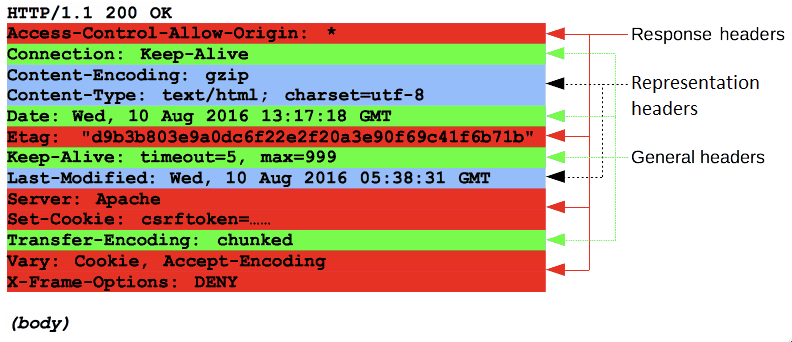 HTTP/1.1 200 OK
Access-Control-Allow-Origin: *
Connection: Keep-Alive
Content-Encoding: gzip
Content-Type: text/html; charset=utf-8
Date: Wed, 10 Aug 2016 13:17:18 GMT
Etag: "d9b3b803e9a0dc6f22e2f20a3e90f69c41f6b71b"
Keep-Alive: timeout=5, max=999
Last-Modified: Wed, 10 Aug 2016 05:38:31 GMT
Server: Apache
Set-Cookie: csrftoken=……
Transfer-Encoding: chunked
Vary: Cookie, Accept-Encoding
X-Frame-Options: DENY
(body)
Response headers
Representation
headers
General headers